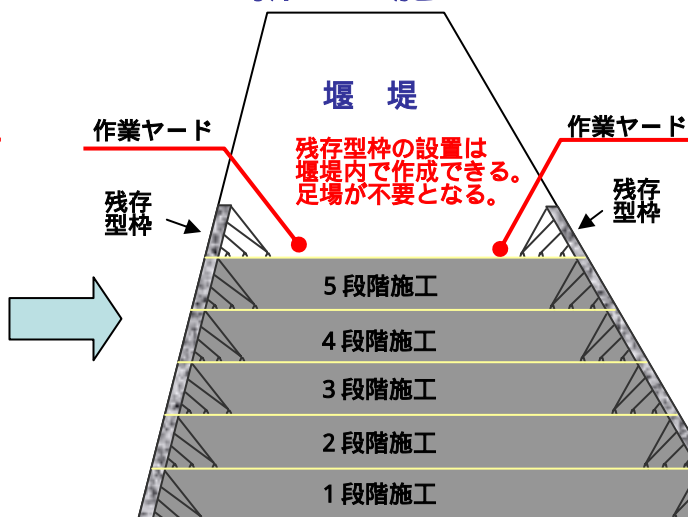 堰　堤
作業ヤード
作業ヤード
残存型枠の設置は
堰堤内で作成できる。
足場が不要となる。
残存
型枠
残存
型枠
5段階施工
4段階施工
3段階施工
2段階施工
1段階施工